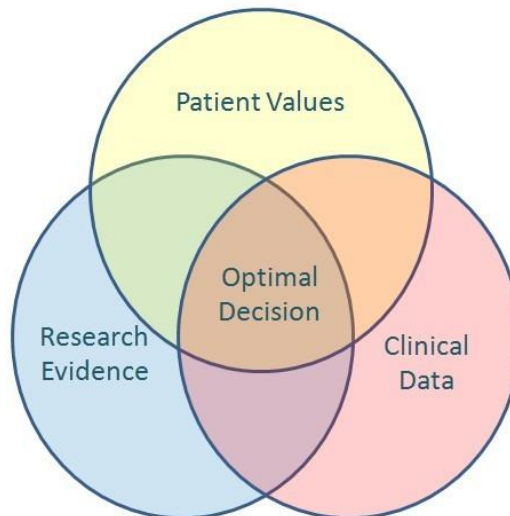 Patient Values
Optimal
Decision
Research
Evidence
Clinical
Data